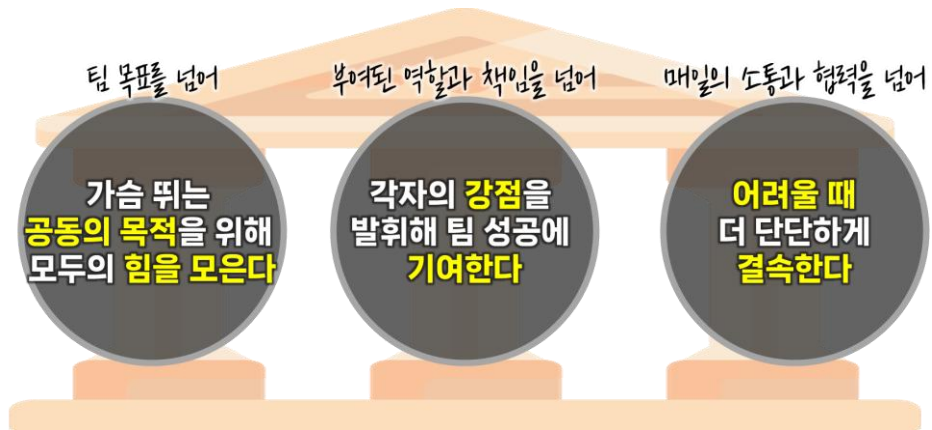 팀 목표를 넘어
가슴 뛰는
공동의 목적을 위해
모두의 힘을 모은다
부여된 역할과 책임을 넘어
각자의 강점을
발휘해 팀 성공에
기여한다
매일의 소통과 협력을 넘어
어려울 때
더 단단하게
결속한다